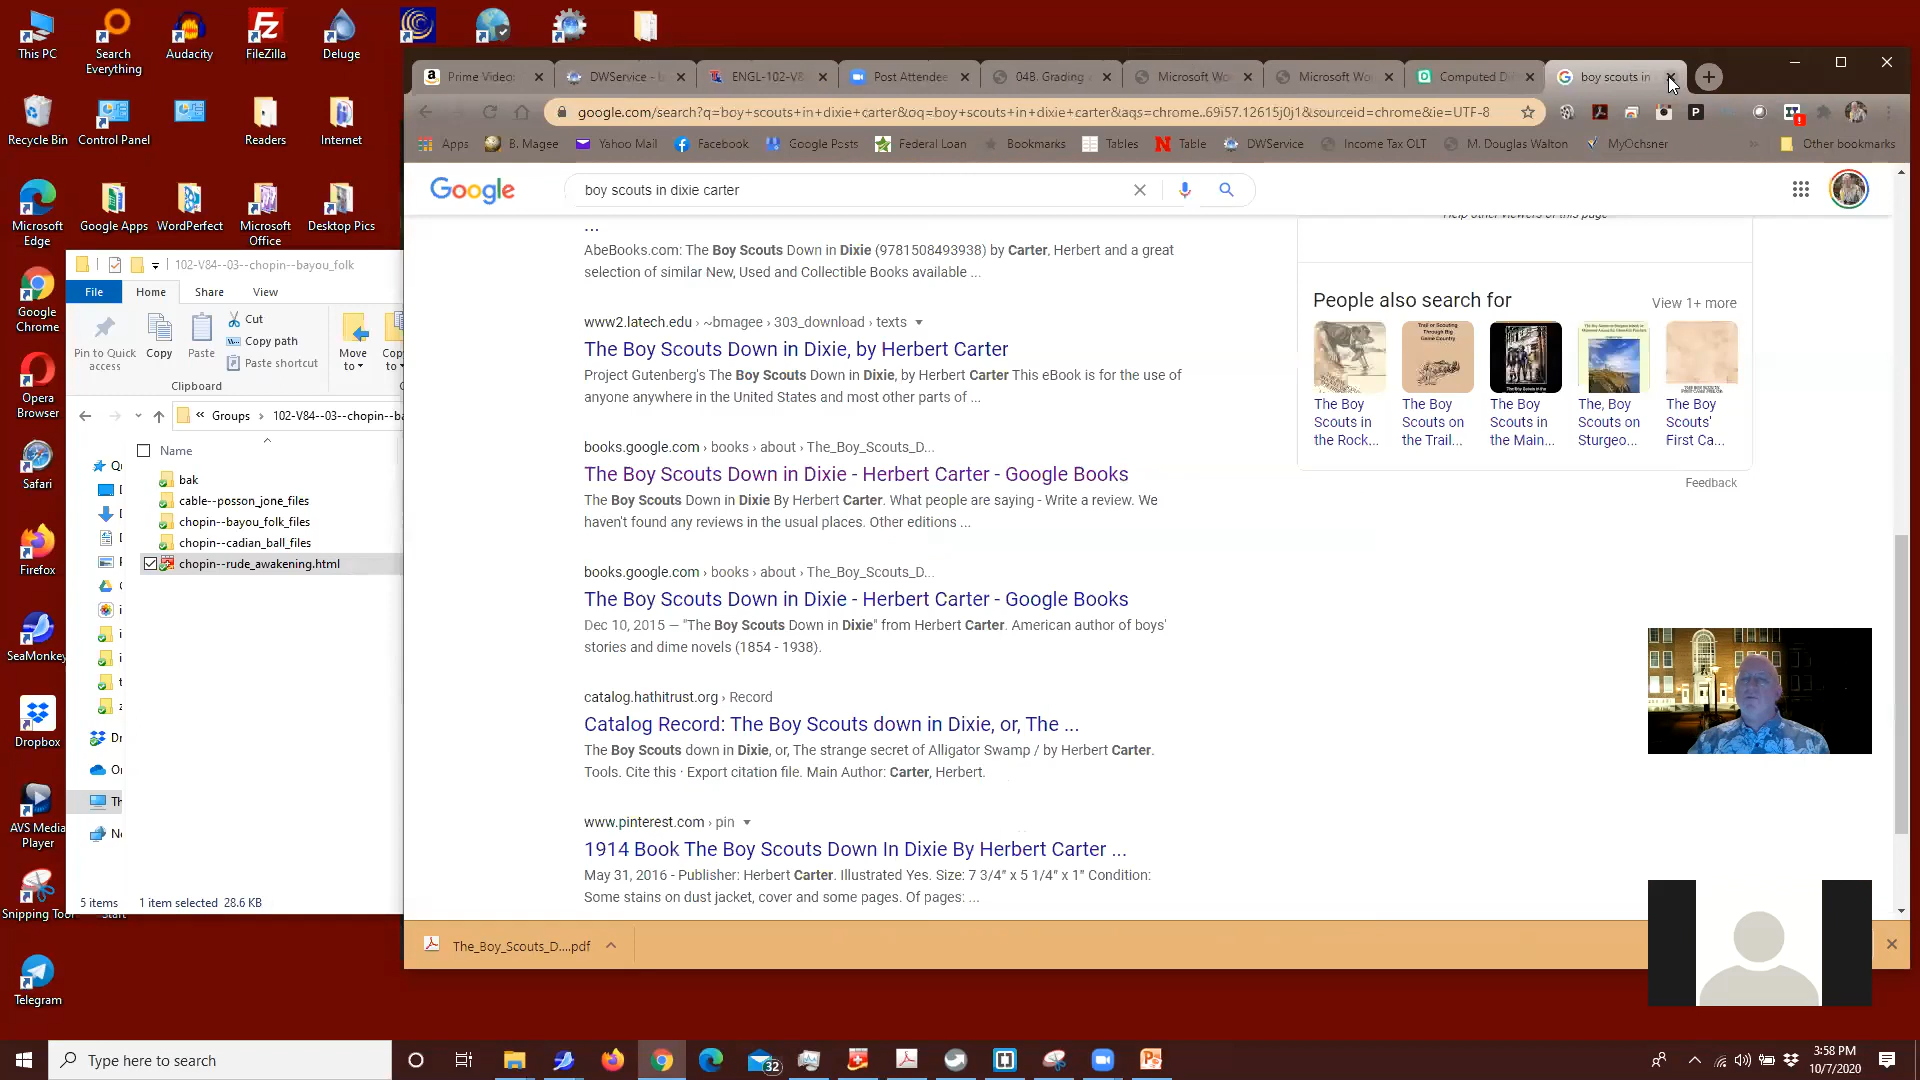 This PC
Search
Everything
Audacity
FileZilla
Deluge
Recycle Bin
Control Panel
Readers
Internet
Microsoft
Edge
Google Apps
WordPerfect
Microsoft
Office
Desktop Pics
Google
Chrome
Opera
Browser
Safari
Firefox
SeaMonkey
Dropbox
AVS Media
Player
Snipping Tool
Start
Telegram
102-V84--03--chopin--bayou_folk
File
Home
Share
View
Pin to Quick
access
Copy
Paste
Cut
Copy path
Paste shortcut
Move
to
to
Clipboard
« Groups › 102-V84--03--chopin--ba
Name
bak
cable--posson_jone_files
chopin--bayou_folk_files
chopin--cadian_ball_files
chopin--rude_awakening.html
5 items
1 item selected 28.6 KB
Prime Video:
DWService -
ENGL-102-V8
Post Attendee
04B. Grading
Microsoft Wo
Microsoft Wo
Computed Di
boy scouts in
google.com/search?q=boy+scouts+in+dixie+carter&oq=boy+scouts+in+dixie+carter&aqs=chrome..69i57.12615j0j1&sourceid=chrome&ie=UTF-8
Apps
B. Magee
Yahoo Mail
Facebook
Google Posts
Federal Loan
Bookmarks
Tables
Table
DWService
Income Tax OLT
M. Douglas Walton
MyOchsner
»
Other bookmarks
Google
boy scouts in dixie carter
...
AbeBooks.com: The Boy Scouts Down in Dixie (9781508493938) by Carter, Herbert and a great
selection of similar New, Used and Collectible Books available ...
www2.latech.edu › ~bmagee › 303_download › texts
The Boy Scouts Down in Dixie, by Herbert Carter
Project Gutenberg's The Boy Scouts Down in Dixie, by Herbert Carter This eBook is for the use of
anyone anywhere in the United States and most other parts of ...
books.google.com › books › about › The_Boy_Scouts_D...
The Boy Scouts Down in Dixie - Herbert Carter - Google Books
The Boy Scouts Down in Dixie By Herbert Carter. What people are saying - Write a review. We
haven't found any reviews in the usual places. Other editions ...
books.google.com › books › about › The_Boy_Scouts_D...
The Boy Scouts Down in Dixie - Herbert Carter - Google Books
Dec 10, 2015 — "The Boy Scouts Down in Dixie" from Herbert Carter. American author of boys'
stories and dime novels (1854 - 1938).
catalog.hathitrust.org › Record
Catalog Record: The Boy Scouts down in Dixie, or, The ...
The Boy Scouts down in Dixie, or, The strange secret of Alligator Swamp / by Herbert Carter.
Tools. Cite this · Export citation file. Main Author: Carter, Herbert.
www.pinterest.com › pin
1914 Book The Boy Scouts Down In Dixie By Herbert Carter ...
May 31, 2016 - Publisher: Herbert Carter. Illustrated Yes. Size: 7 3/4" x 5 1/4" x 1" Condition:
Some stains on dust jacket, cover and some pages. Of pages: ...
People also search for
View 1+ more
The Boy
Scouts in
the Rock...
The Boy
Scouts on
the Trail...
The Boy
Scouts in
the Main...
The, Boy
Scouts on
Sturgeo...
The Boy
Scouts'
First Ca...
Feedback
The_Boy_Scouts_D....pdf
Type here to search
32
3:58 PM
10/7/2020